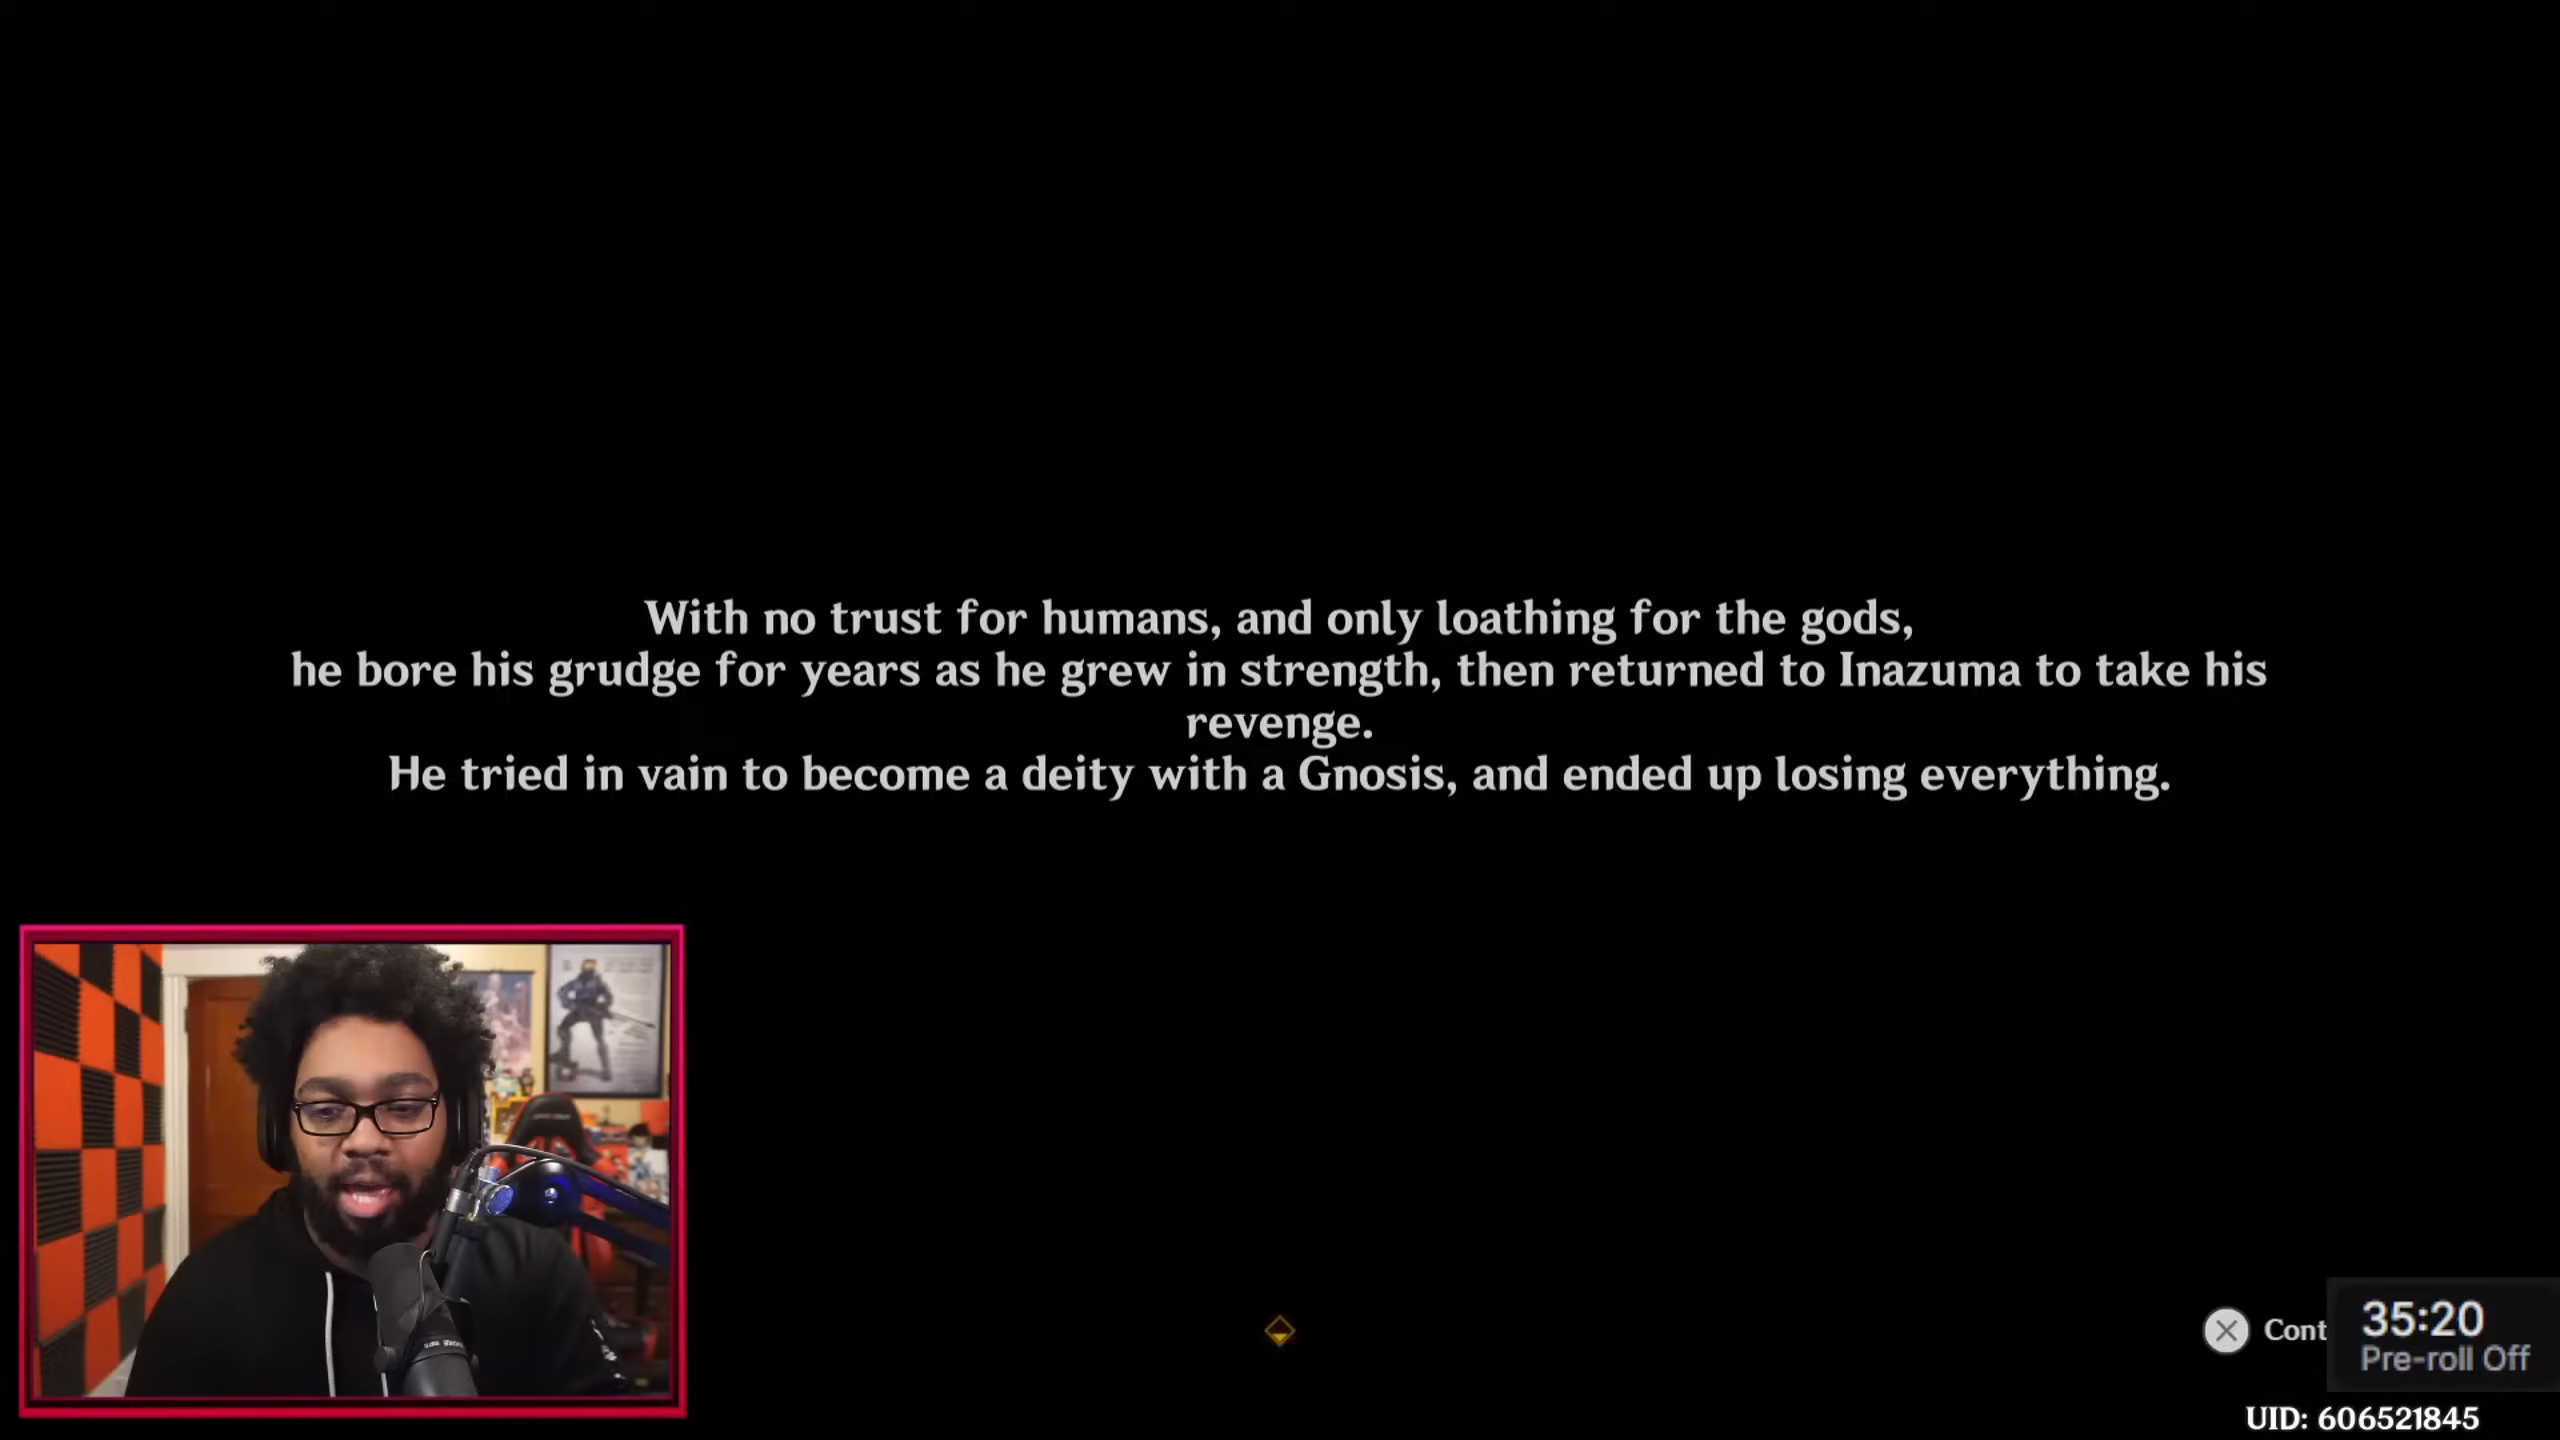 With no trust for humans, and only loathing for the gods,
he bore his grudge for years as he grew in strength, then returned to Inazuma to take his
revenge.
He tried in vain to become a deity with a Gnosis, and ended up losing everything.
Cont
35:20
Pre-roll Off
UID: 606521845